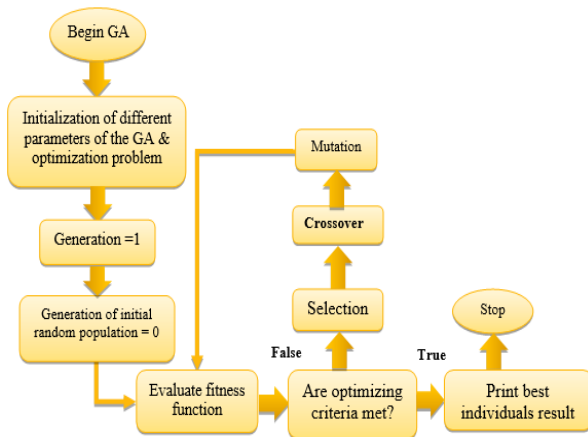 Begin GA
Initialization of different
parameters of the GA &
optimization problem
Generation =1
Generation of initial
random population = 0
Evaluate fitness
function
Are optimizing
criteria met?
False
Selection
Crossover
Mutation
True
Print best
individuals result
Stop